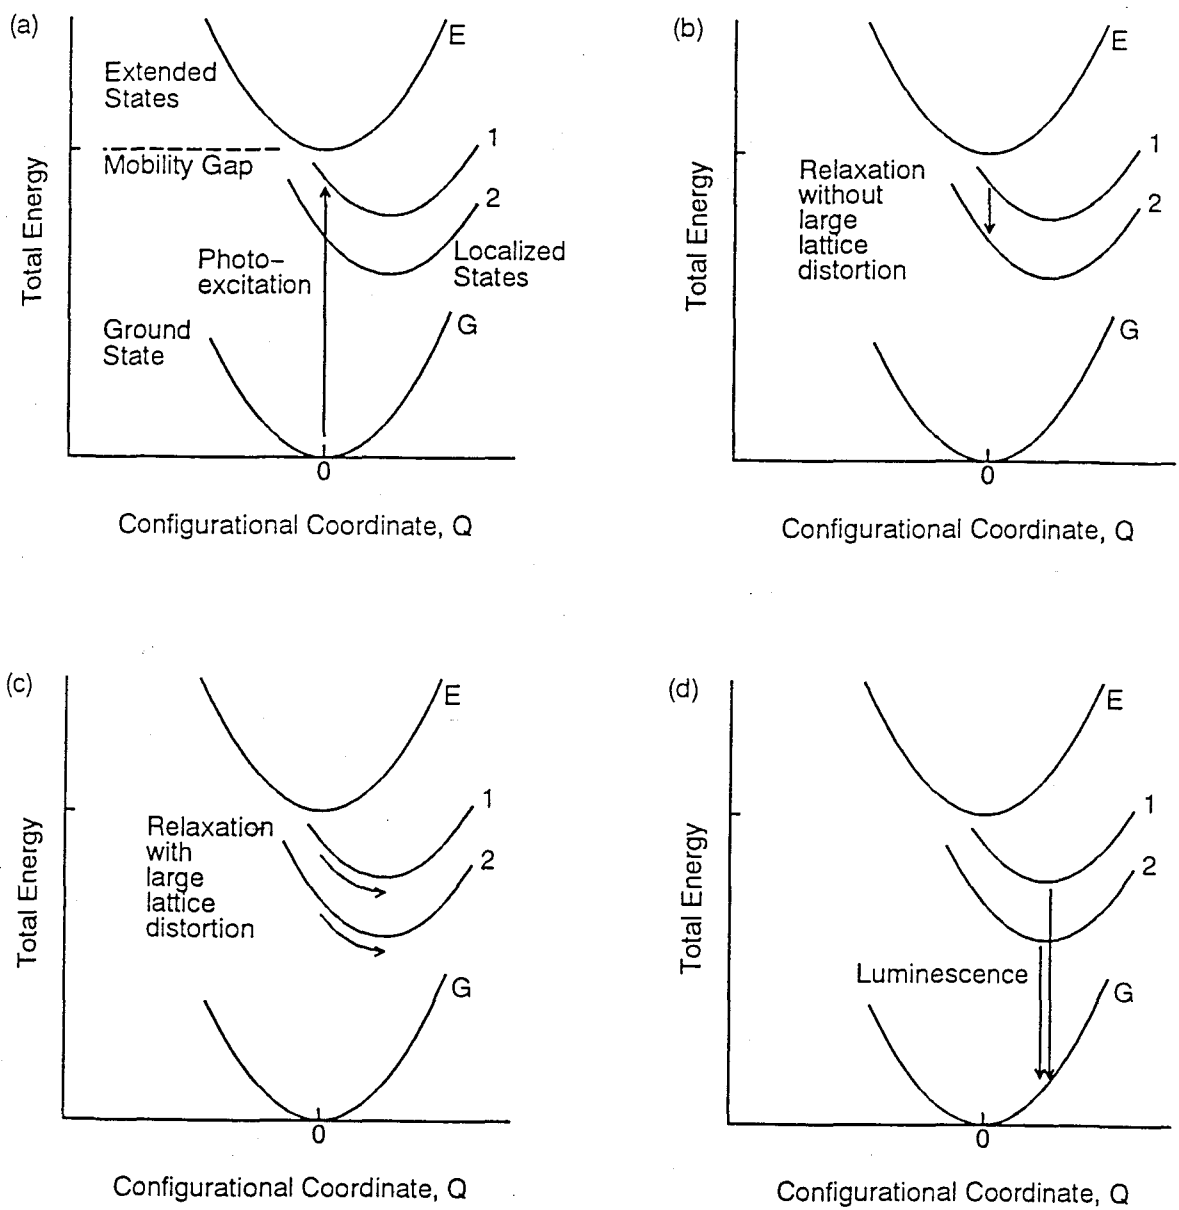 (a)
E
Extended
States
1
Mobility Gap
2
Total Energy
Photo-
excitation
Localized
States
Ground
State
G
0
Configurational Coordinate, Q
(b)
E
1
Relaxation
without
large
lattice
distortion
2
Total Energy
G
0
Configurational Coordinate, Q
(c)
E
1
Relaxation
with
large
lattice
distortion
2
Total Energy
G
0
Configurational Coordinate, Q
(d)
E
1
2
Total Energy
Luminescence
G
0
Configurational Coordinate, Q